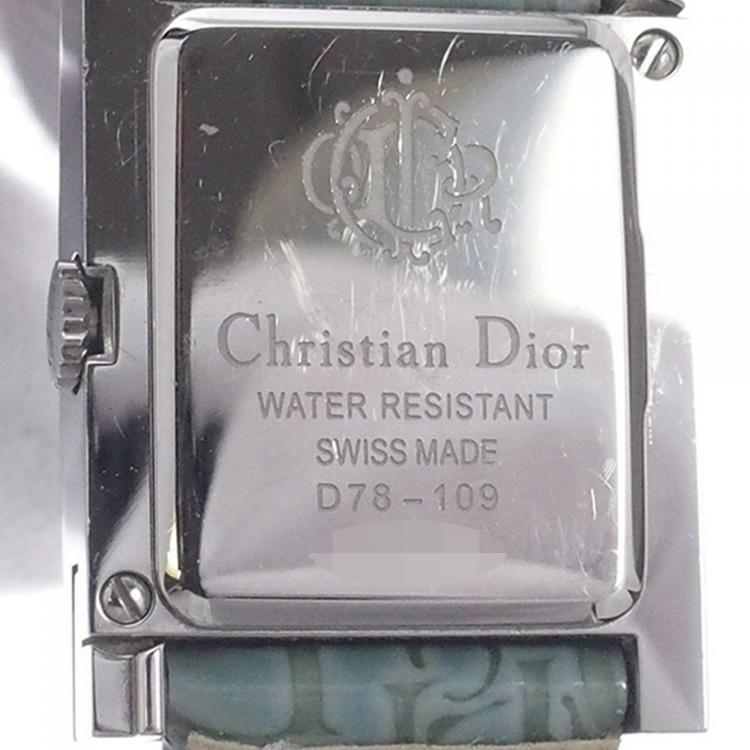 Christian Dior
WATER RESISTANT
SWISS MADE
D78-109